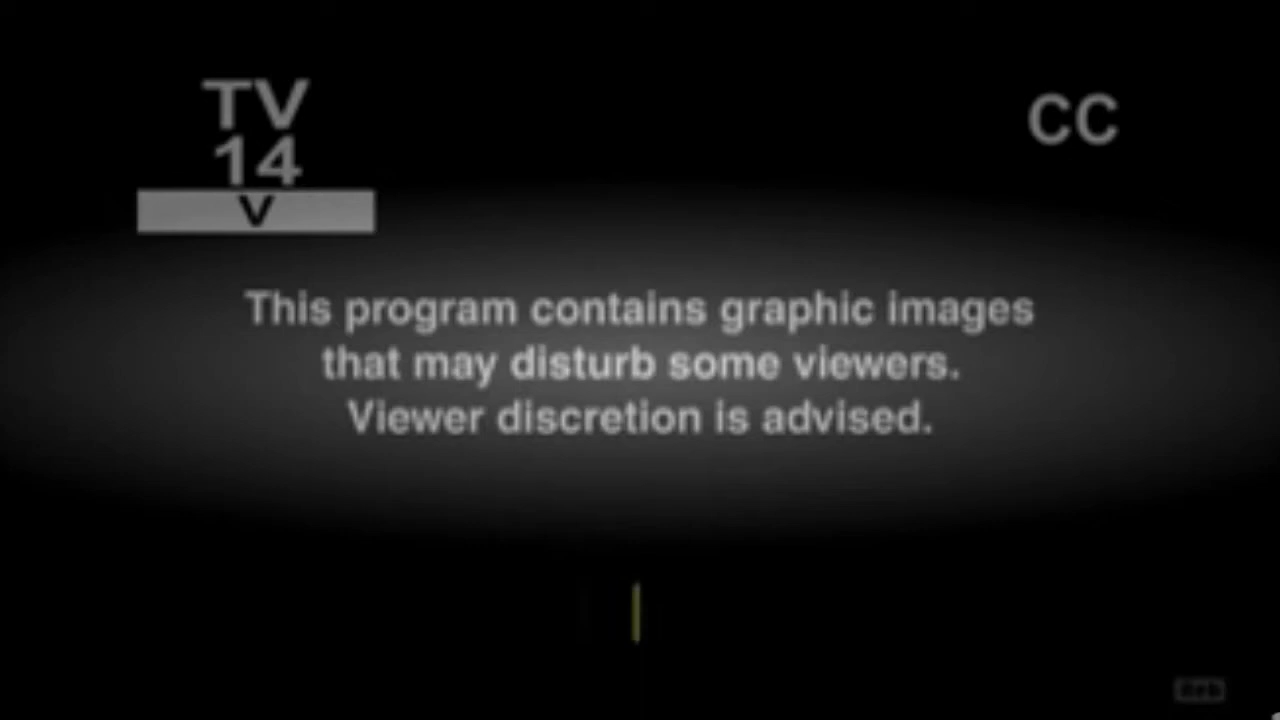 TV
14
V
CC
This program contains graphic images
that may disturb some viewers.
Viewer discretion is advised.